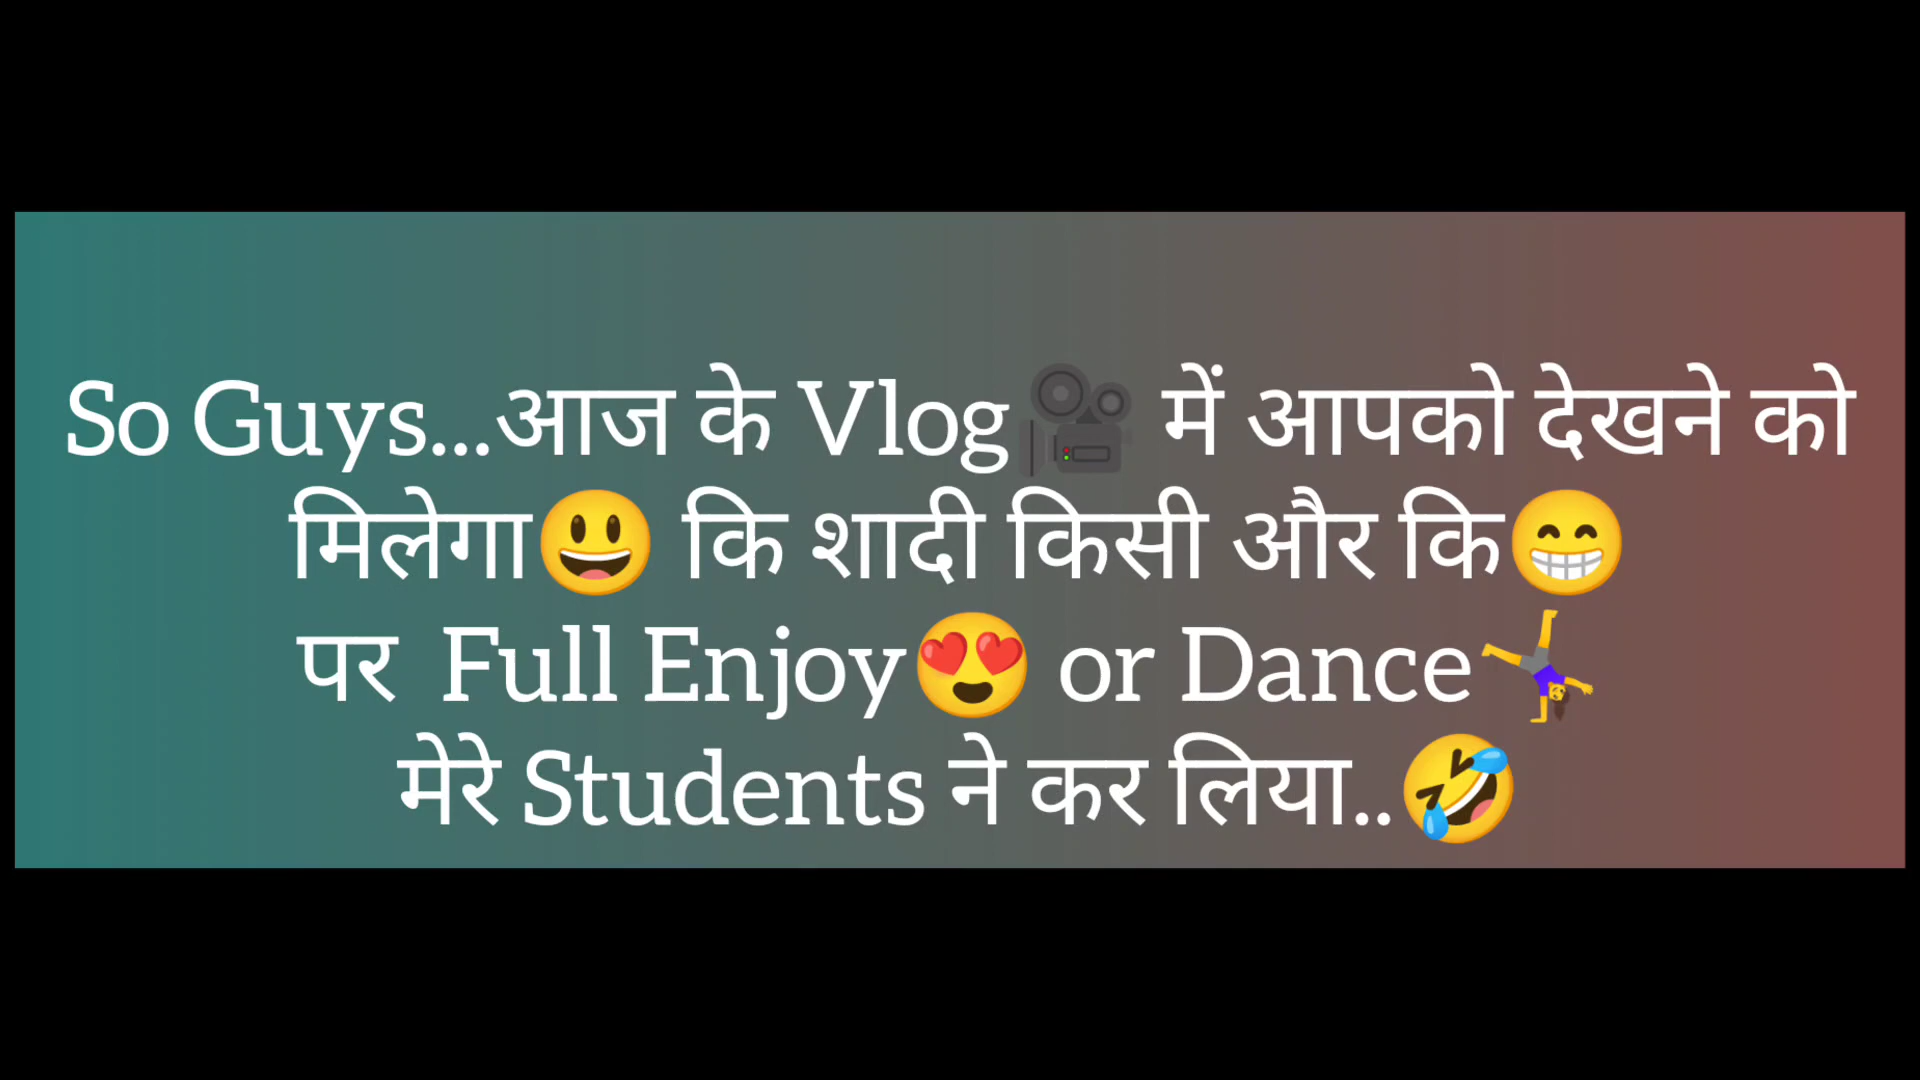 So Guys...आज के Vlog🎥 में आपको देखने को
मिलेगा😃 कि शादी किसी और कि😁
पर Full Enjoy😍 or Dance🤸‍♀️
मेरे Students ने कर लिया..🤣